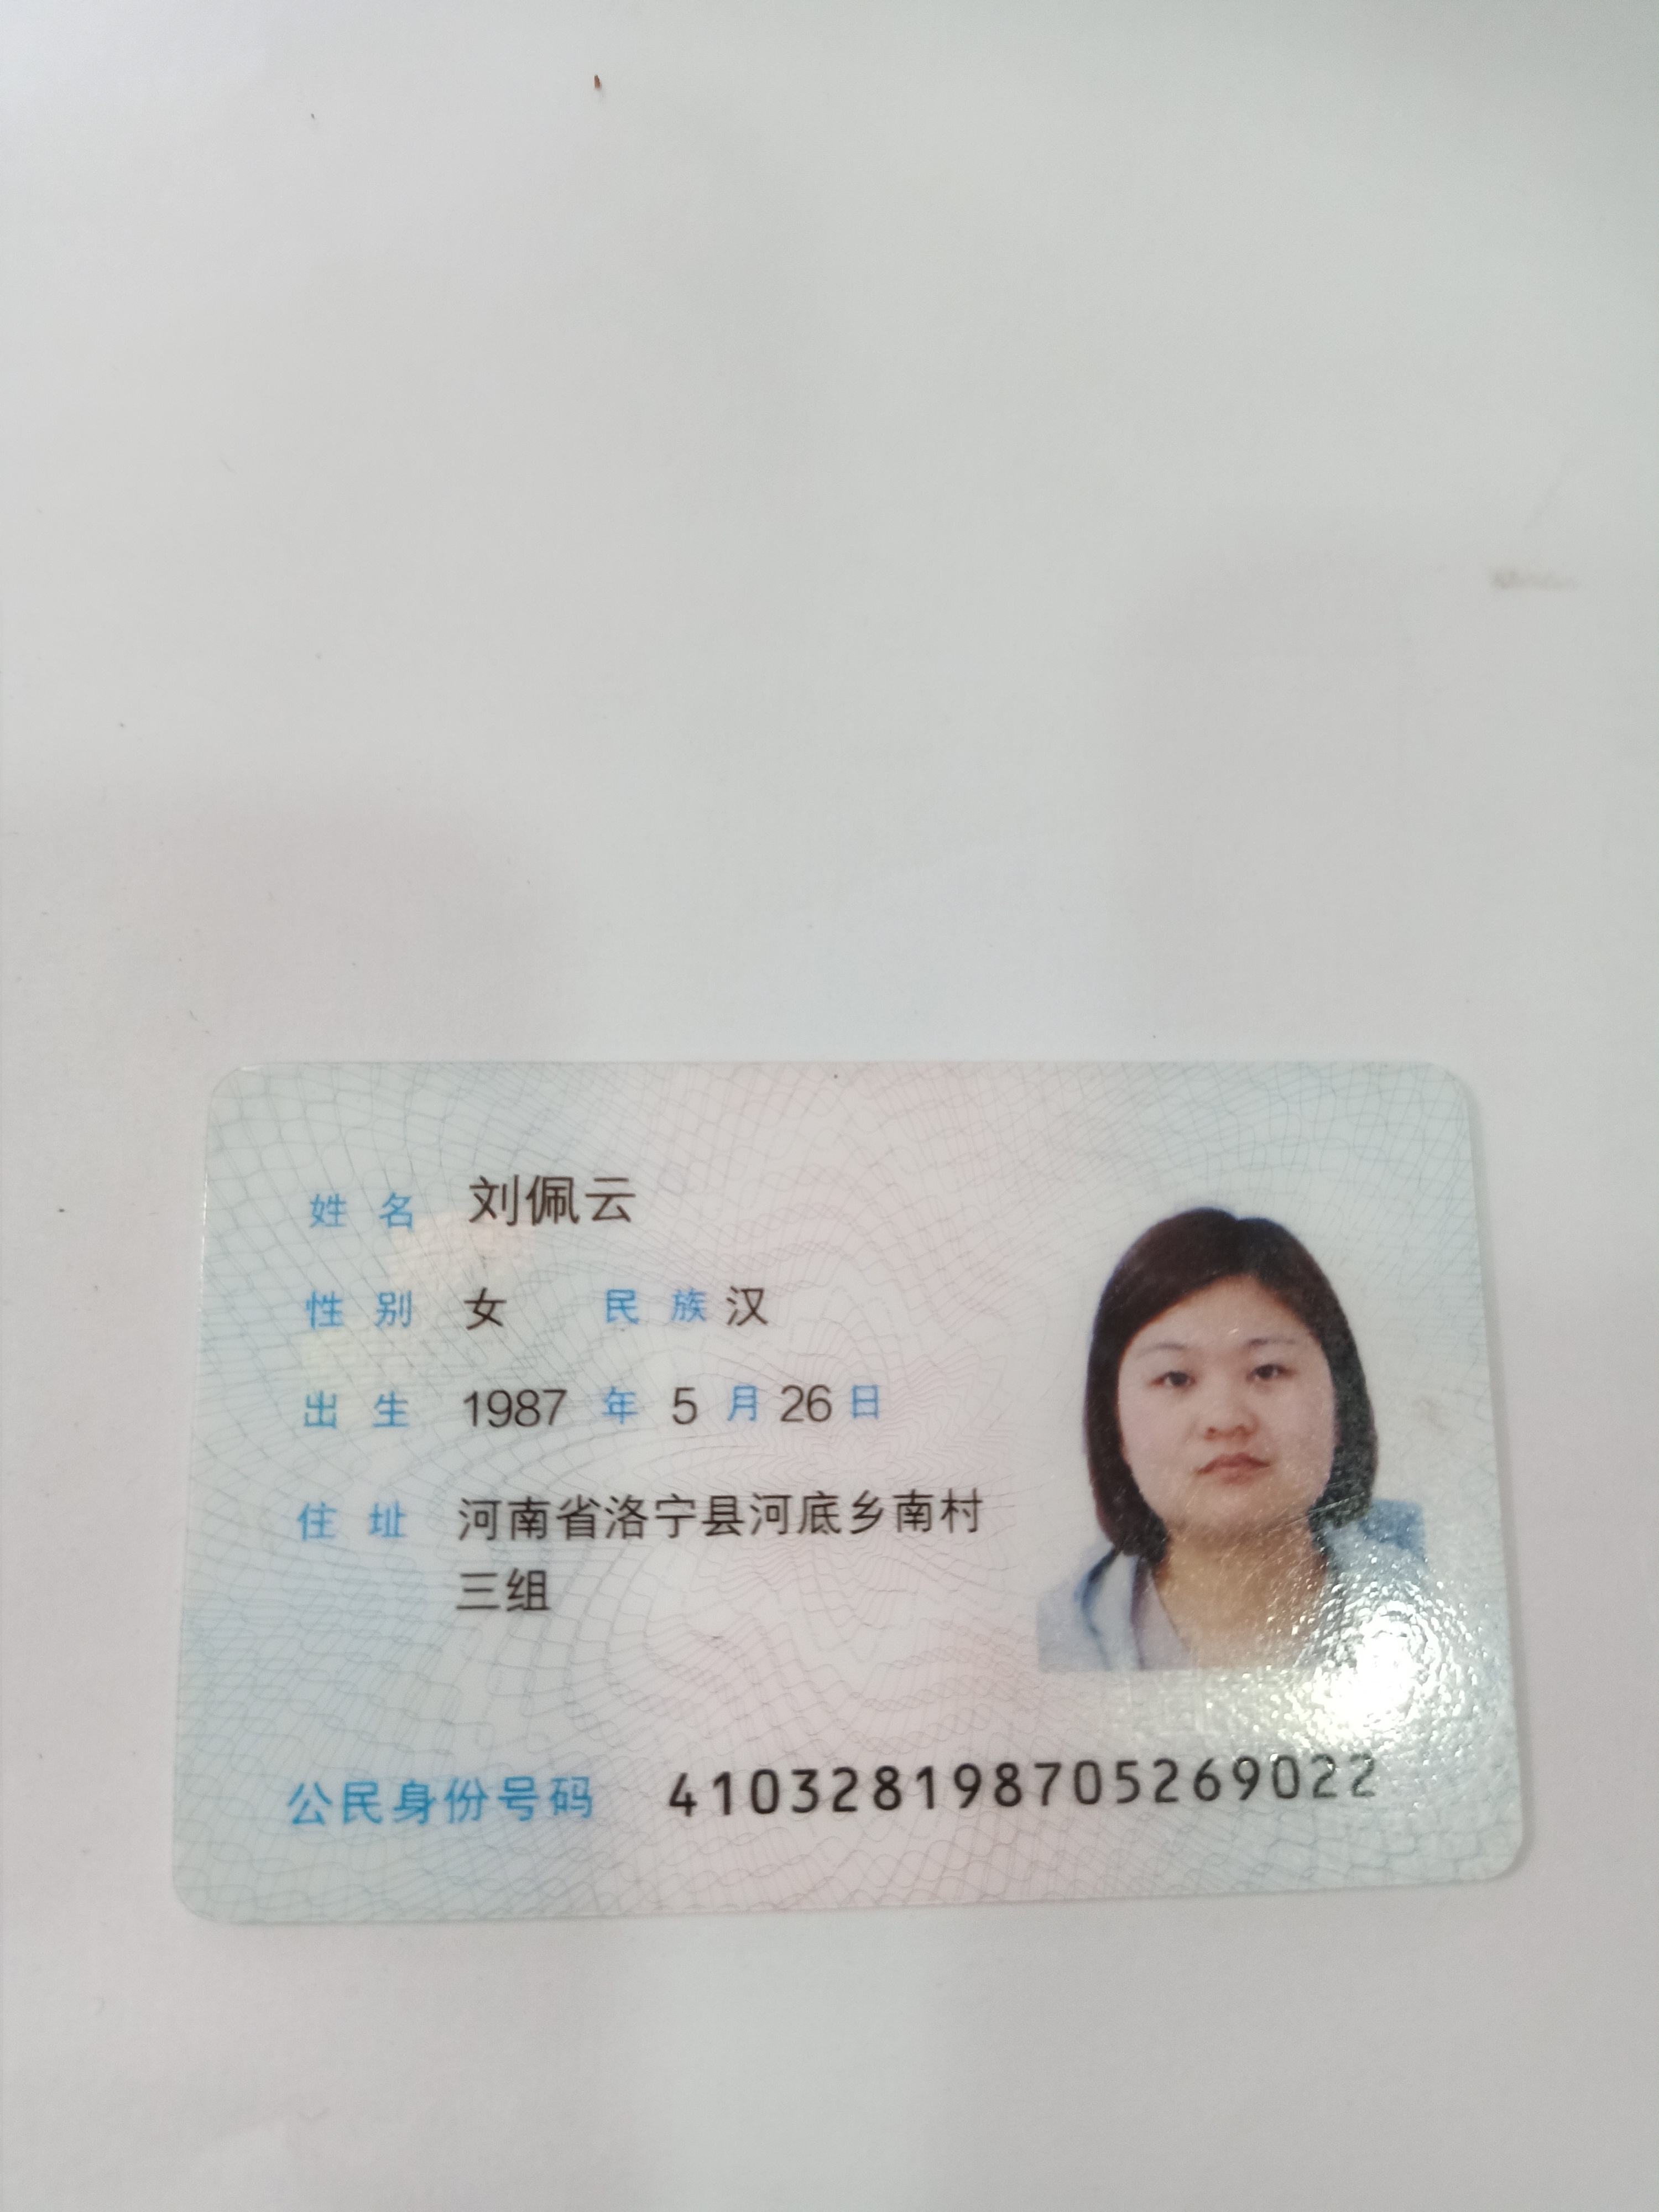 姓名 刘佩云
性别 女 民族 汉
出生 1987 年 5 月 26 日
住址 河南省洛宁县河底乡南村
三组
公民身份号码 410328198705269022